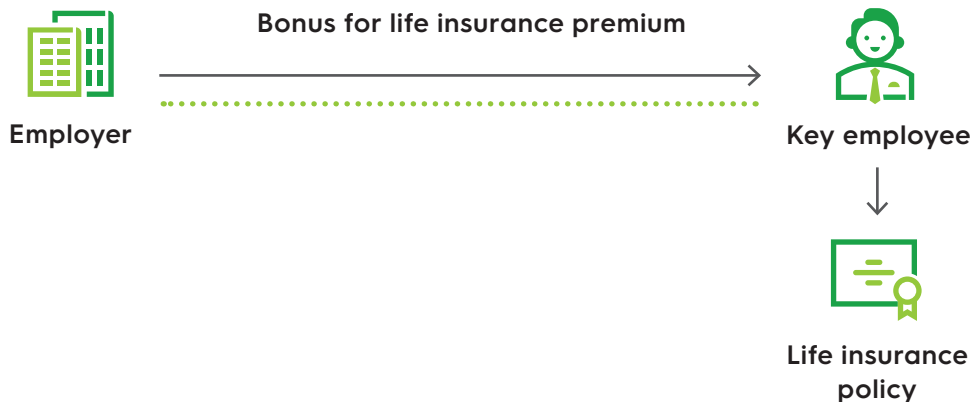 Bonus for life insurance premium
Employer
Key employee
Life insurance
policy